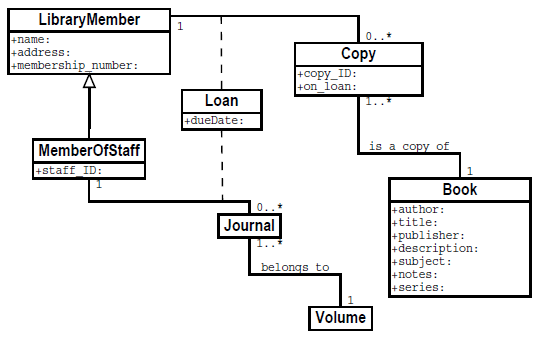 LibraryMember
+name:
+address:
+membership_number:
1
0..*
Copy
+copy_ID:
+on_loan:
1..*
Loan
+dueDate:
MemberOfStaff
+staff_ID:
1
is a copy of
1
Book
+author:
+title:
+publisher:
+description:
+subject:
+notes:
+series:
0..*
Journal
1..*
belongs to
1
Volume